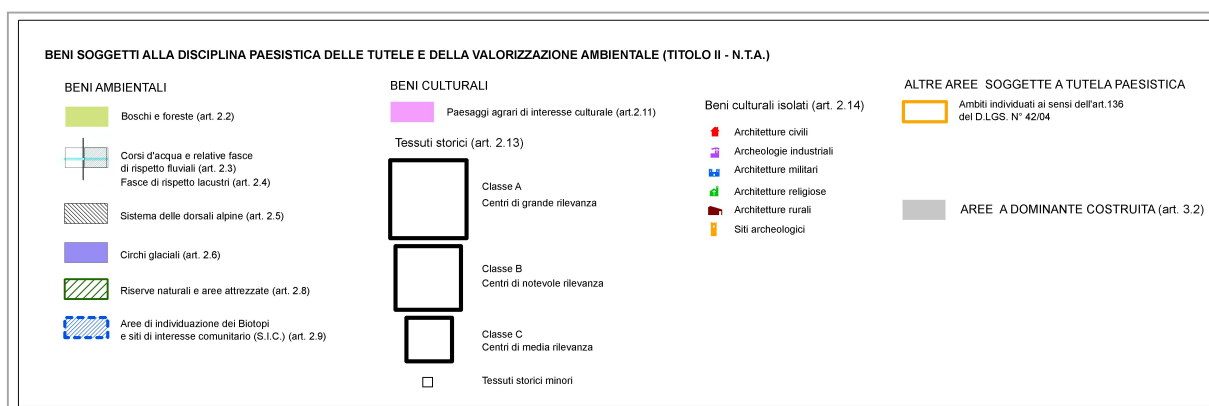 BENI SOGGETTI ALLA DISCIPLINA PAESISTICA DELLE TUTELE E DELLA VALORIZZAZIONE AMBIENTALE (TITOLO II - N.T.A.)
BENI AMBIENTALI
Boschi e foreste (art. 2.2)
Corsi d'acqua e relative fasce
di rispetto fluviali (art. 2.3)
Fasce di rispetto lacustri (art. 2.4)
Sistema delle dorsali alpine (art. 2.5)
Circhi glaciali (art. 2.6)
Riserve naturali e aree attrezzate (art. 2.8)
Aree di individuazione dei Biotopi
e siti di interesse comunitario (S.I.C.) (art. 2.9)
BENI CULTURALI
Paesaggi agrari di interesse culturale (art.2.11)
Tessuti storici (art. 2.13)
Classe A
Centri di grande rilevanza
Classe B
Centri di notevole rilevanza
Classe C
Centri di media rilevanza
Tessuti storici minori
Beni culturali isolati (art. 2.14)
Architetture civili
Archeologie industriali
Architetture militari
Architetture religiose
Architetture rurali
Siti archeologici
ALTRE AREE SOGGETTE A TUTELA PAESISTICA
Ambiti individuati ai sensi dell'art.136
del D.LGS. N° 42/04
AREE A DOMINANTE COSTRUITA (art. 3.2)